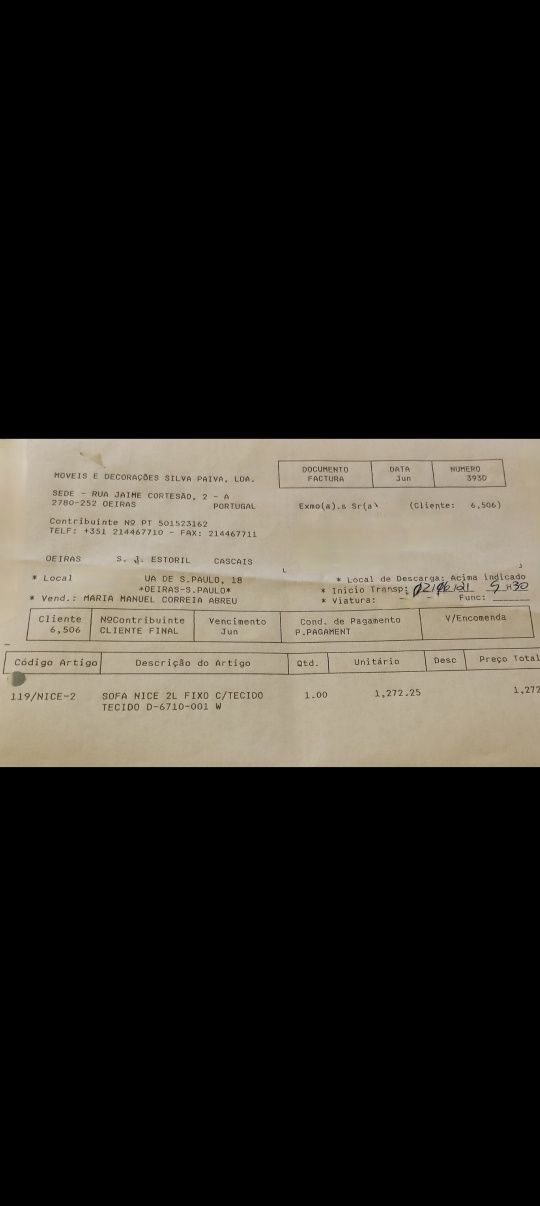 MOVEIS E DECORAÇÕES SILVA PAIVA, LDA.
DOCUMENTO DATA NUMERO
FACTURA Jun 3930
SEDE - RUA JAIME CORTESÃO, 2 - A
2780-252 OEIRAS PORTUGAL
Exmo(a).s Sr(a) (Cliente: 6,506)
Contribuinte Nº PT 501523162
TELF: +351 214467710 - FAX: 214467711
OEIRAS S. J. ESTORIL CASCAIS
* Local UA DE S.PAULO, 18
* Local de Descarga: Acima indicado
*OEIRAS-S.PAULO*
* Inicio Transp: 02/06/21 9H30
* Vend.: MARIA MANUEL CORREIA ABREU
* Viatura: - - Func:
Cliente NºContribuinte Vencimento Cond. de Pagamento V/Encomenda
6,506 CLIENTE FINAL Jun P.PAGAMENT
Código Artigo Descrição do Artigo Qtd. Unitário Desc Preço Total
119/NICE-2 SOFA NICE 2L FIXO C/TECIDO 1.00 1,272.25 1,272
TECIDO D-6710-001 W